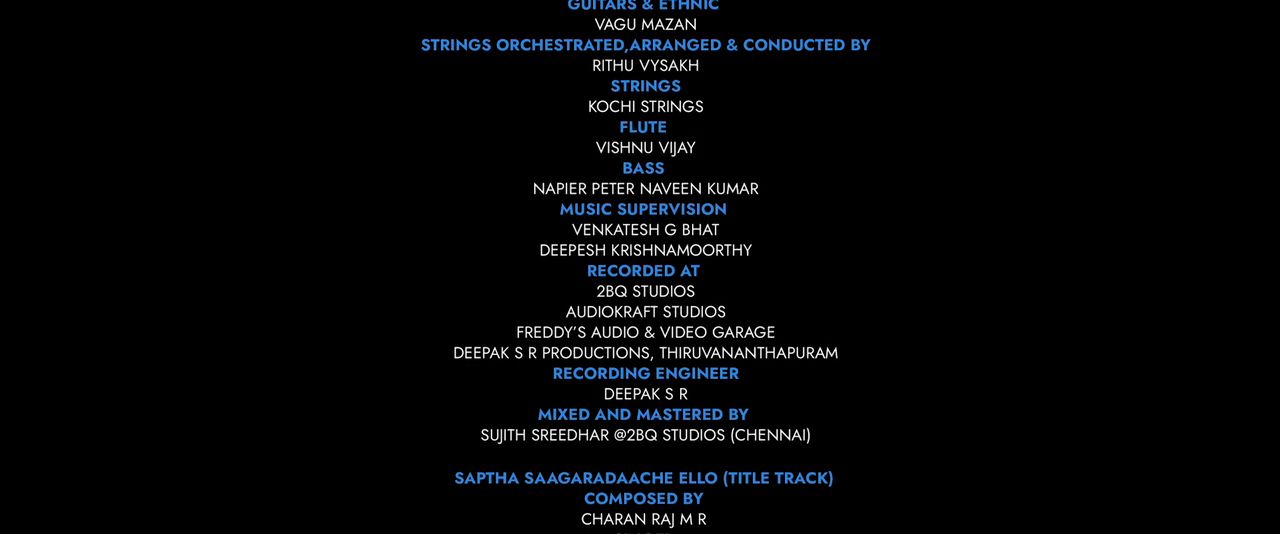 GUITARS & ETHNIC
VAGU MAZAN
STRINGS ORCHESTRATED,ARRANGED & CONDUCTED BY
RITHU VYSAKH
STRINGS
KOCHI STRINGS
FLUTE
VISHNU VIJAY
BASS
NAPIER PETER NAVEEN KUMAR
MUSIC SUPERVISION
VENKATESH G BHAT
DEEPESH KRISHNAMOORTHY
RECORDED AT
2BQ STUDIOS
AUDIOKRAFT STUDIOS
FREDDY'S AUDIO & VIDEO GARAGE
DEEPAK S R PRODUCTIONS, THIRUVANANTHAPURAM
RECORDING ENGINEER
DEEPAK S R
MIXED AND MASTERED BY
SUJITH SREEDHAR @2BQ STUDIOS (CHENNAI)
SAPTHA SAAGARADAACHE ELLO (TITLE TRACK)
COMPOSED BY
CHARAN RAJ M R